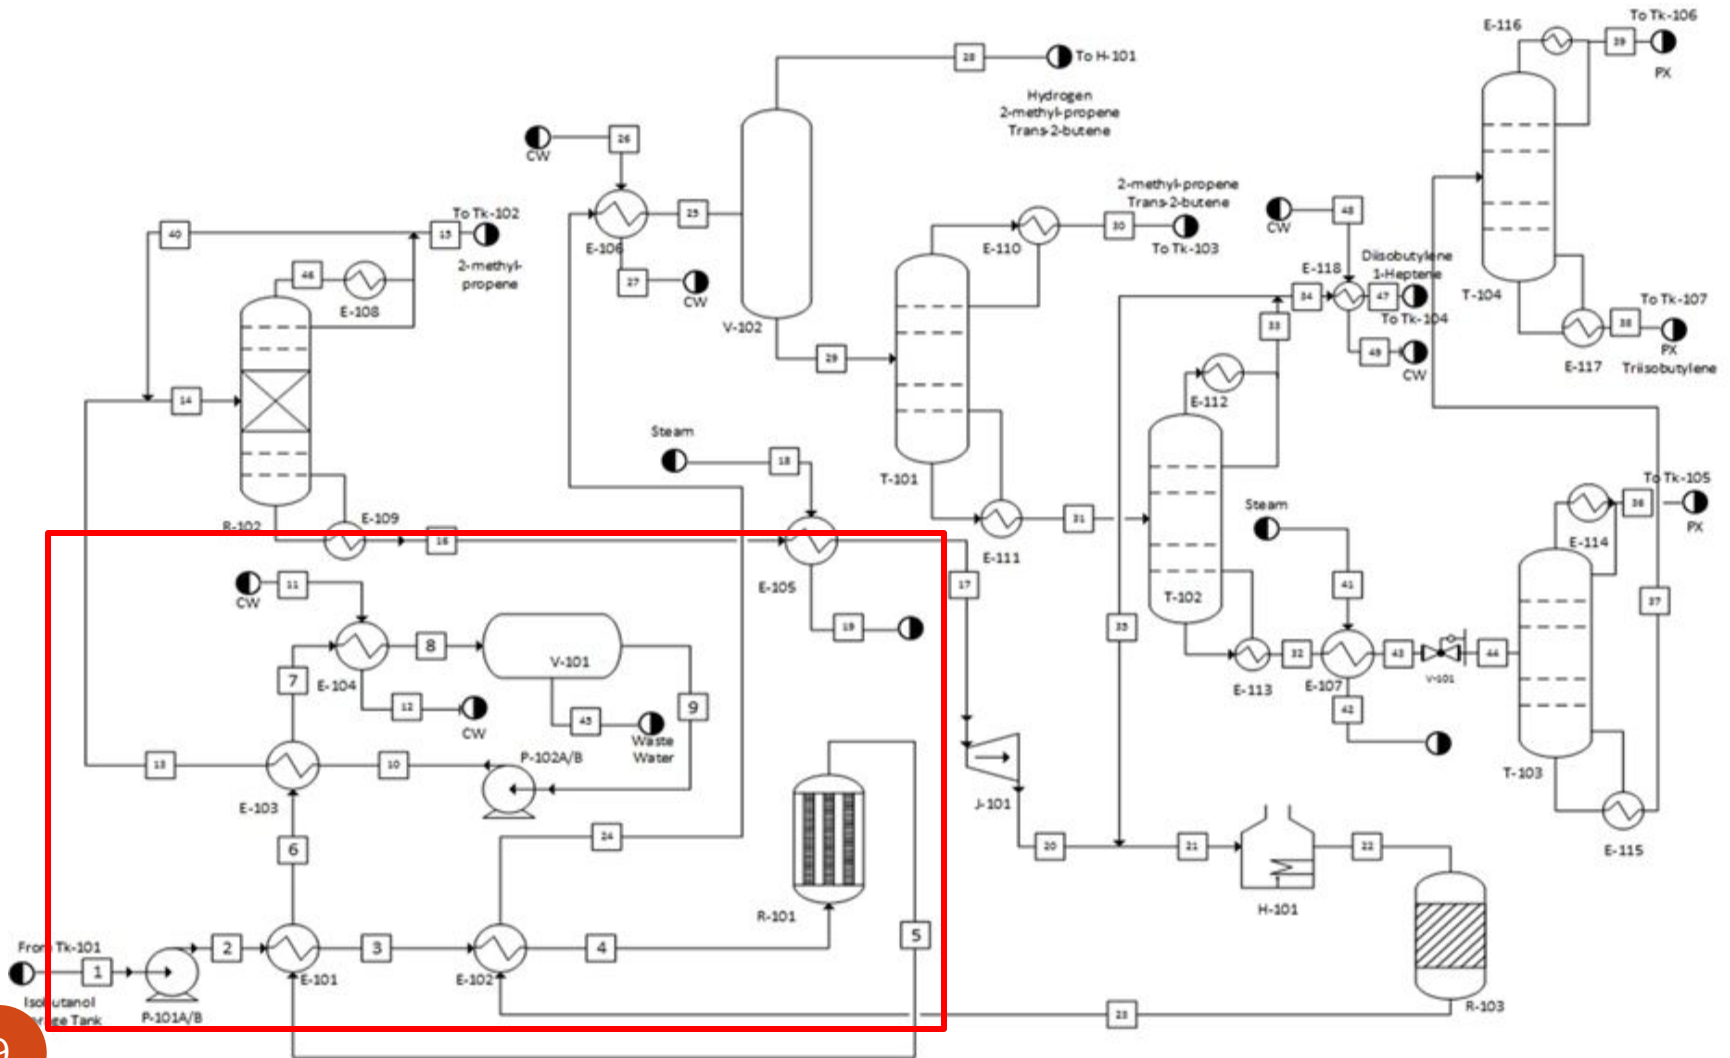 E-116
To Tk-106
39
PX
28
To H-101
Hydrogen
2-methyl-propene
Trans-2-butene
26
CW
2-methyl-propene
Trans-2-butene
25
E-106
30
E-110
To Tk-103
To Tk-102
40
15
2-methyl-
propene
48
CW
Diisobutylene
1-Heptene
E-118
46
E-108
27
CW
34
47
T-104
To Tk-107
To Tk-104
V-102
33
38
PX
E-117
Triisobutylene
29
49
CW
E-112
14
Steam
18
T-101
Steam
To Tk-105
36
PX
31
E-114
R-102
E-109
16
E-111
E-105
17
CW
11
T-102
41
37
35
19
8
V-101
E-104
7
32
43
44
E-113
E-107
V-101
12
CW
45
Waste
Water
9
42
13
10
P-102A/B
T-103
E-103
J-101
24
6
20
21
22
E-115
R-101
H-101
5
From Tk-101
2
3
4
1
E-101
E-102
Isobutanol
rage Tank
P-101A/B
23
R-103
9